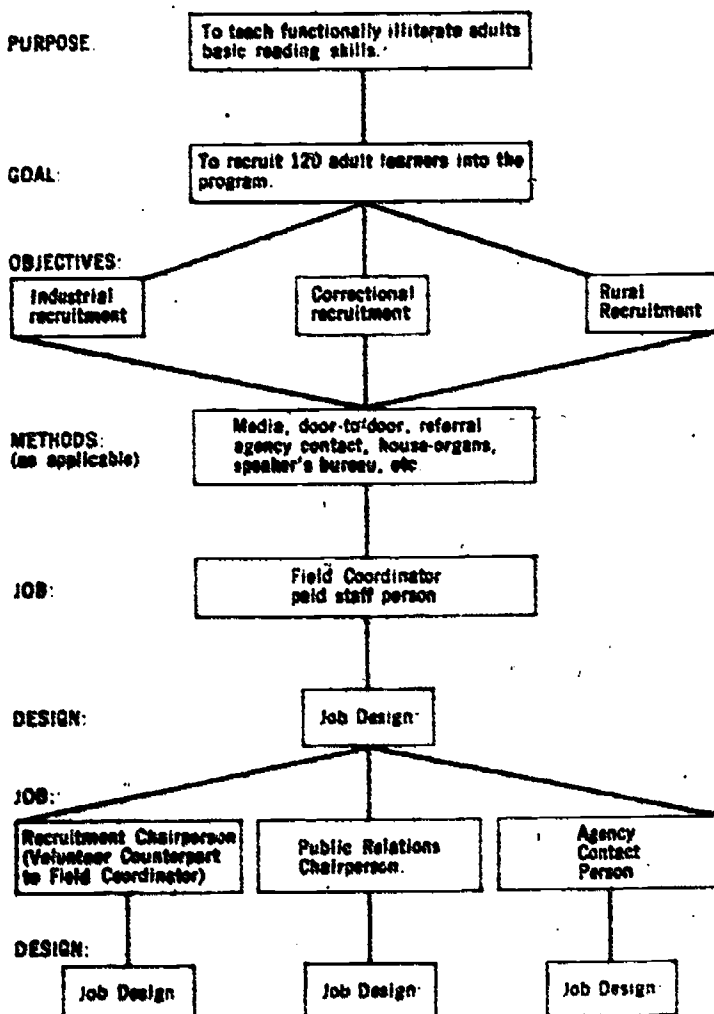 PURPOSE.
To teach functionally illiterate adults
basic reading skills.
GOAL:
To recruit 120 adult learners into the
program.
OBJECTIVES:
Industrial
recruitment
Correctional
recruitment
Rural
Recruitment
METHODS:
(as applicable)
Media, door-to-door, referral
agency contact, house-organs,
speaker's bureau, etc
JOB:
Field Coordinator
paid staff person
DESIGN:
Job Design
JOB:
Recruitment Chairperson
(Volunteer Counterpart
to Field Coordinator)
Public Relations
Chairperson.
Agency
Contact
Person
DESIGN:
Job Design
Job Design
Job Design